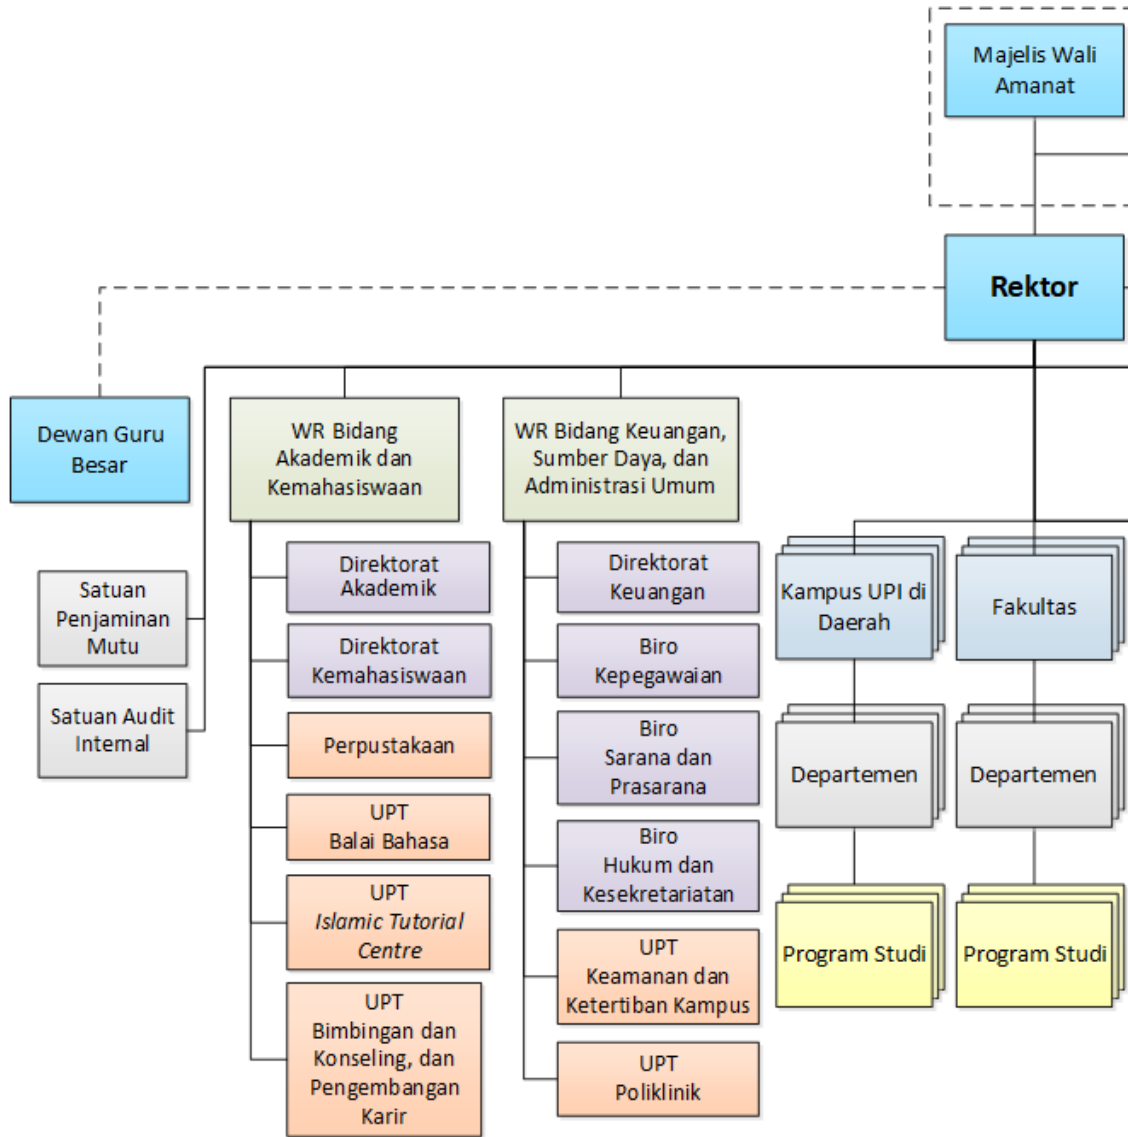 Majelis Wali
Amanat
Rektor
Dewan Guru
Besar
WR Bidang
Akademik dan
Kemahasiswaan
WR Bidang Keuangan,
Sumber Daya, dan
Administrasi Umum
Satuan
Penjaminan
Mutu
Satuan Audit
Internal
Direktorat
Akademik
Direktorat
Kemahasiswaan
Perpustakaan
UPT
Balai Bahasa
UPT
Islamic Tutorial
Centre
UPT
Bimbingan dan
Konseling, dan
Pengembangan
Karir
Direktorat
Keuangan
Biro
Kepegawaian
Biro
Sarana dan
Prasarana
Biro
Hukum dan
Kesekretariatan
UPT
Keamanan dan
Ketertiban Kampus
UPT
Poliklinik
Kampus UPI di
Daerah
Departemen
Program Studi
Fakultas
Departemen
Program Studi